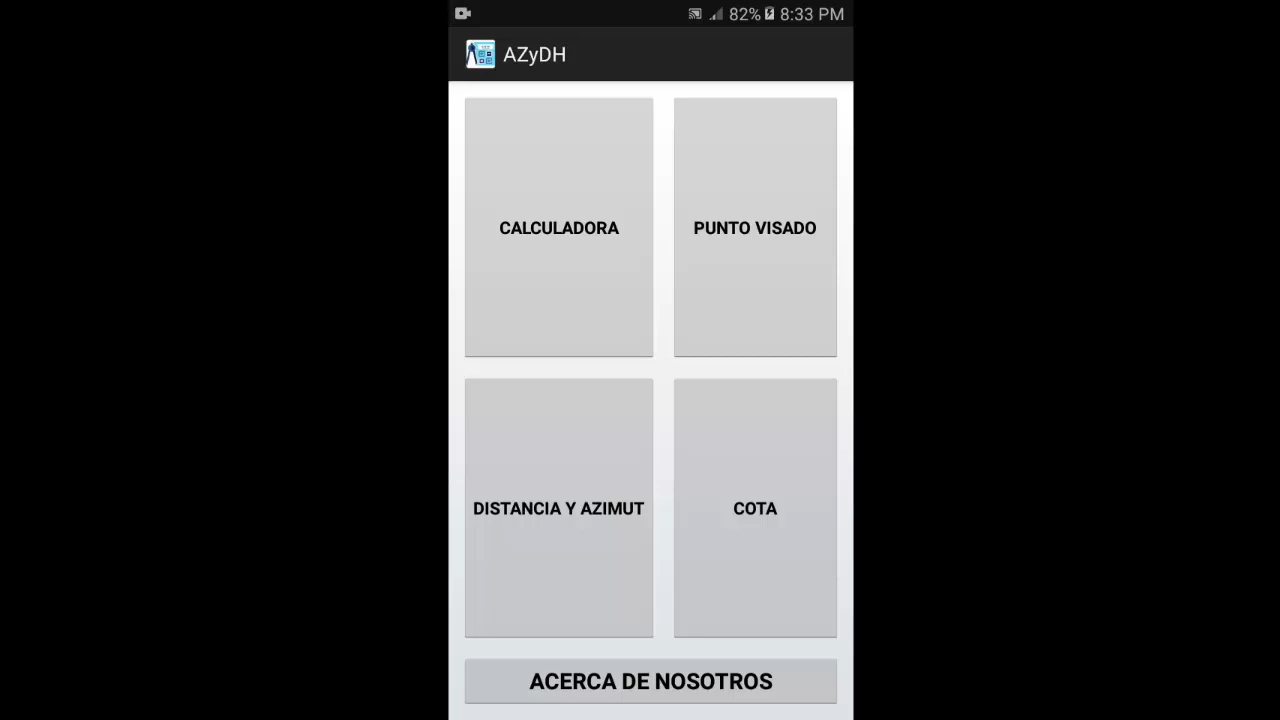 82% 8:33 PM
AZyDH
CALCULADORA
PUNTO VISADO
DISTANCIA Y AZIMUT
COTA
ACERCA DE NOSOTROS